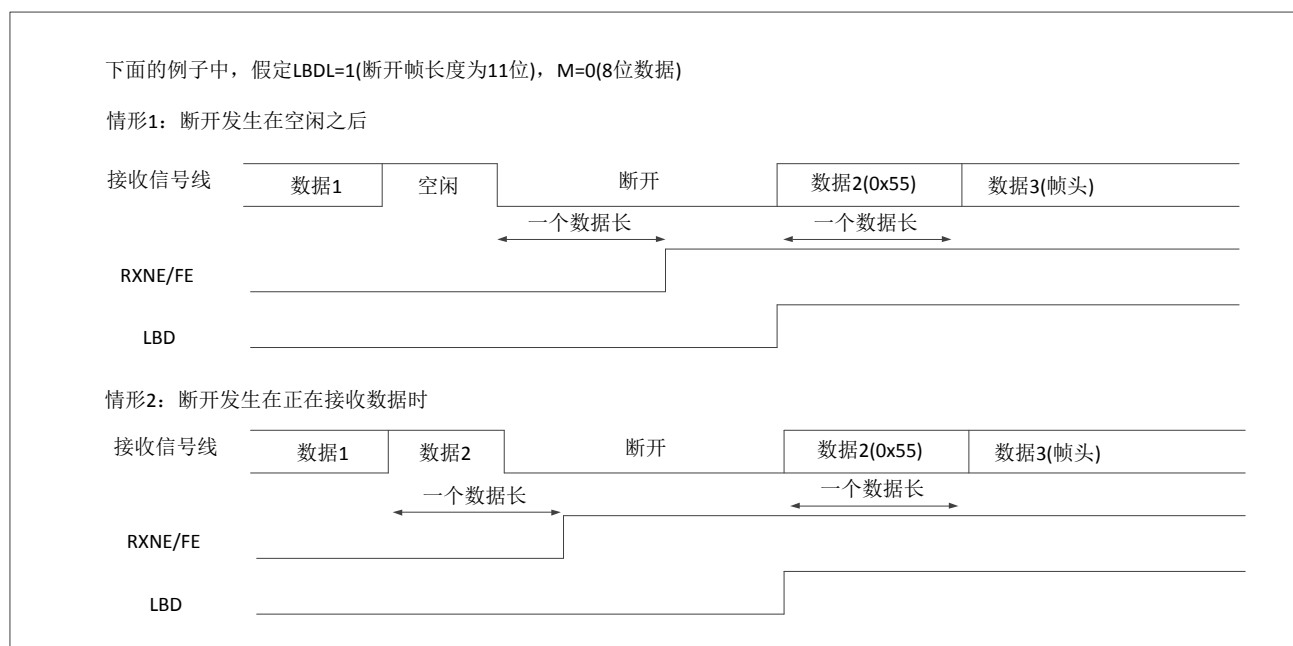 下面的例子中，假定LBDL=1(断开帧长度为11位)，M=0(8位数据)
情形1：断开发生在空闲之后
接收信号线 数据1 空闲 断开 数据2(0x55) 数据3(帧头)
一个数据长 一个数据长
RXNE/FE
LBD
情形2：断开发生在正在接收数据时
接收信号线 数据1 数据2 断开 数据2(0x55) 数据3(帧头)
一个数据长 一个数据长
RXNE/FE
LBD